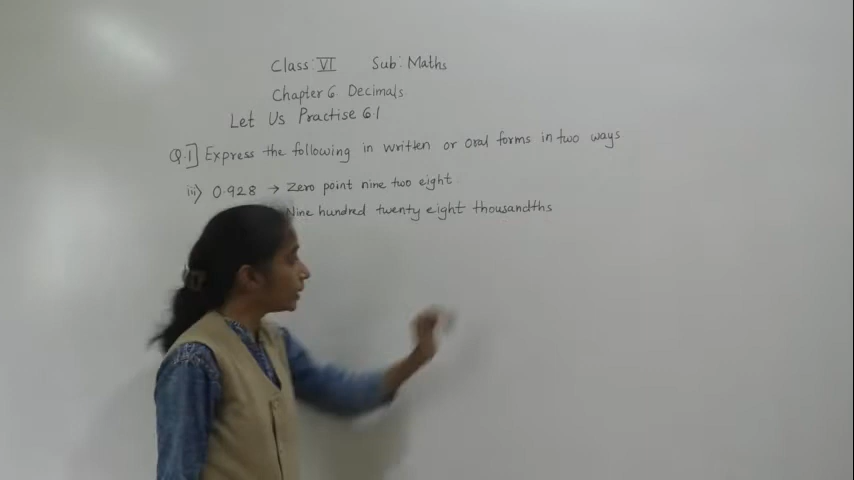 Class: VI Sub: Maths
Chapter 6 Decimals
Let Us Practise 6.1
Q.1] Express the following in written or oral forms in two ways
iii) 0.928 → Zero point nine two eight
Nine hundred twenty eight thousandths